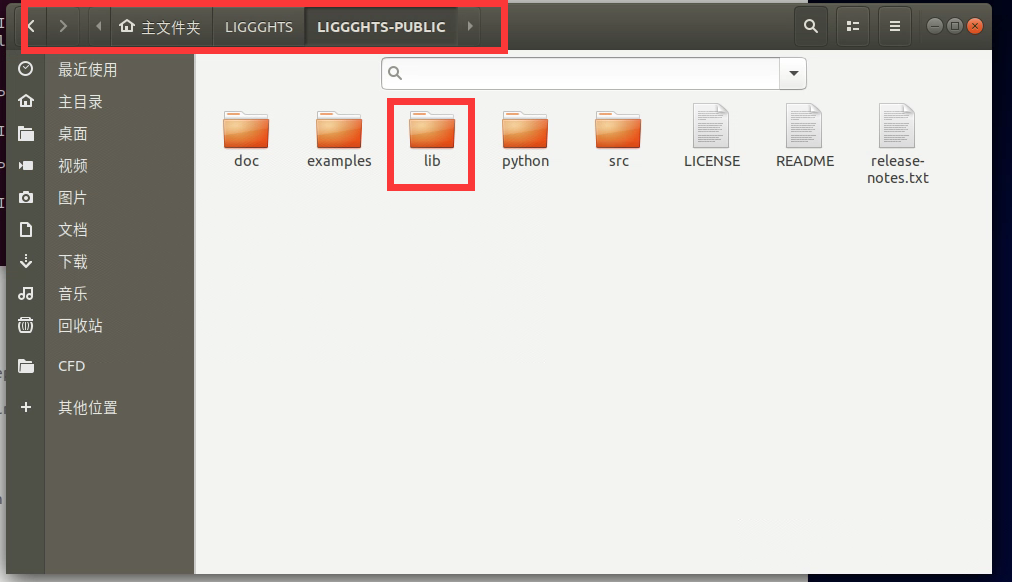 主文件夹
LIGGGHTS
LIGGGHTS-PUBLIC
最近使用
主目录
桌面
视频
图片
文档
下载
音乐
回收站
CFD
其他位置
doc
examples
lib
python
src
LICENSE
README
release-
notes.txt